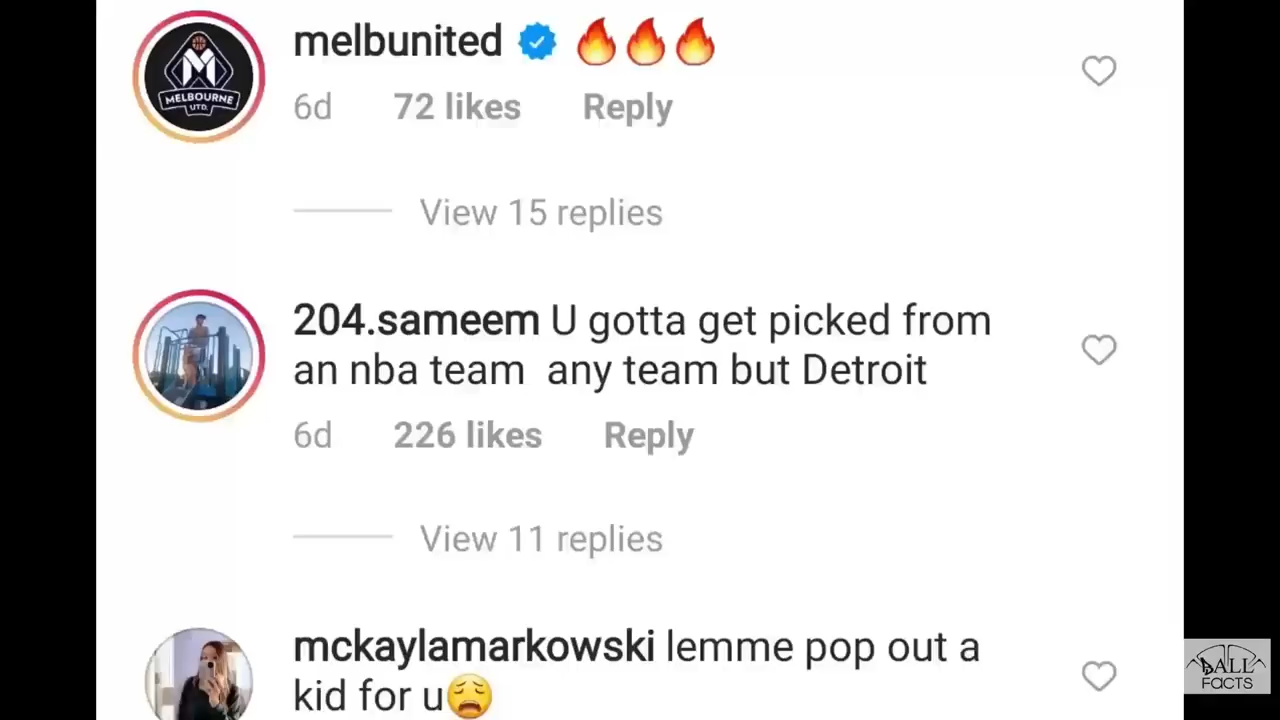 melbunited 🔥🔥🔥
6d 72 likes Reply
View 15 replies
204.sameem U gotta get picked from
an nba team any team but Detroit
6d 226 likes Reply
View 11 replies
mckaylamarkowski lemme pop out a
kid for u😩
M
MELBOURNE
UTD.
BALL
FACTS